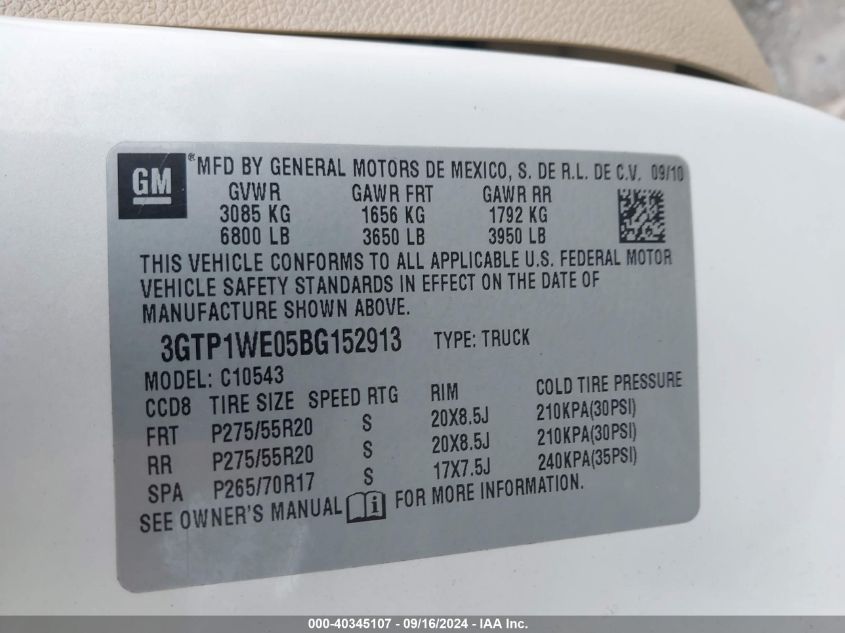 GM ® MFD BY GENERAL MOTORS DE MEXICO, S. DE R.L. DE C.V. 09/10
GVWR GAWR FRT GAWR RR
3085 KG 1656 KG 1792 KG
6800 LB 3650 LB 3950 LB
THIS VEHICLE CONFORMS TO ALL APPLICABLE U.S. FEDERAL MOTOR
VEHICLE SAFETY STANDARDS IN EFFECT ON THE DATE OF
MANUFACTURE SHOWN ABOVE.
3GTP1WE05BG152913 TYPE: TRUCK
MODEL: C10543
CCD8 TIRE SIZE SPEED RTG RIM COLD TIRE PRESSURE
FRT P275/55R20 S 20X8.5J 210KPA(30PSI)
RR P275/55R20 S 20X8.5J 210KPA(30PSI)
SPA P265/70R17 S 17X7.5J 240KPA(35PSI)
SEE OWNER'S MANUAL i FOR MORE INFORMATION.
000-40345107 - 09/16/2024 - IAA Inc.